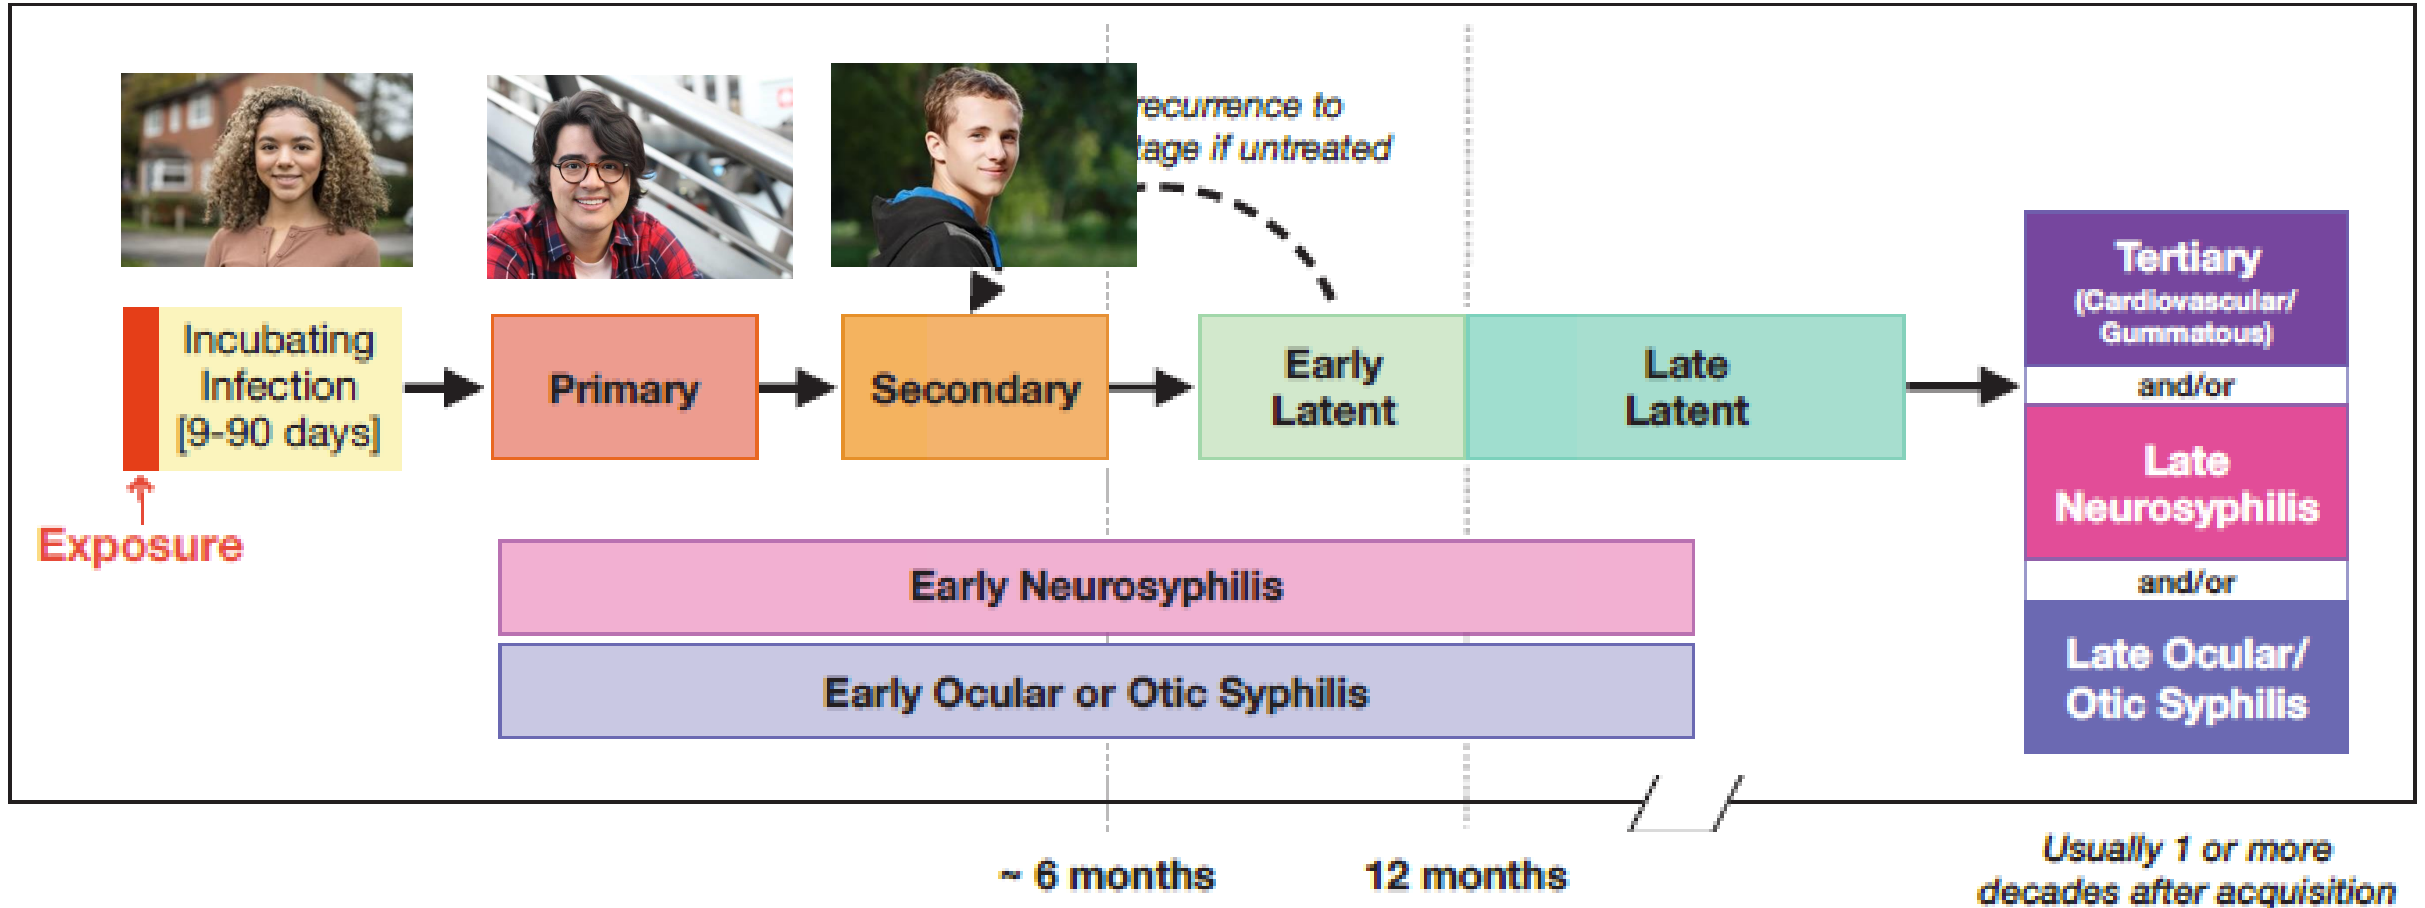 recurrence to
tage if untreated
Incubating
Infection
[9-90 days]
Primary
Secondary
Early
Latent
Late
Latent
Tertiary
(Cardiovascular/
Gummatous)
and/or
Late
Neurosyphilis
and/or
Late Ocular/
Otic Syphilis
Exposure
Early Neurosyphilis
Early Ocular or Otic Syphilis
~ 6 months
12 months
Usually 1 or more
decades after acquisition